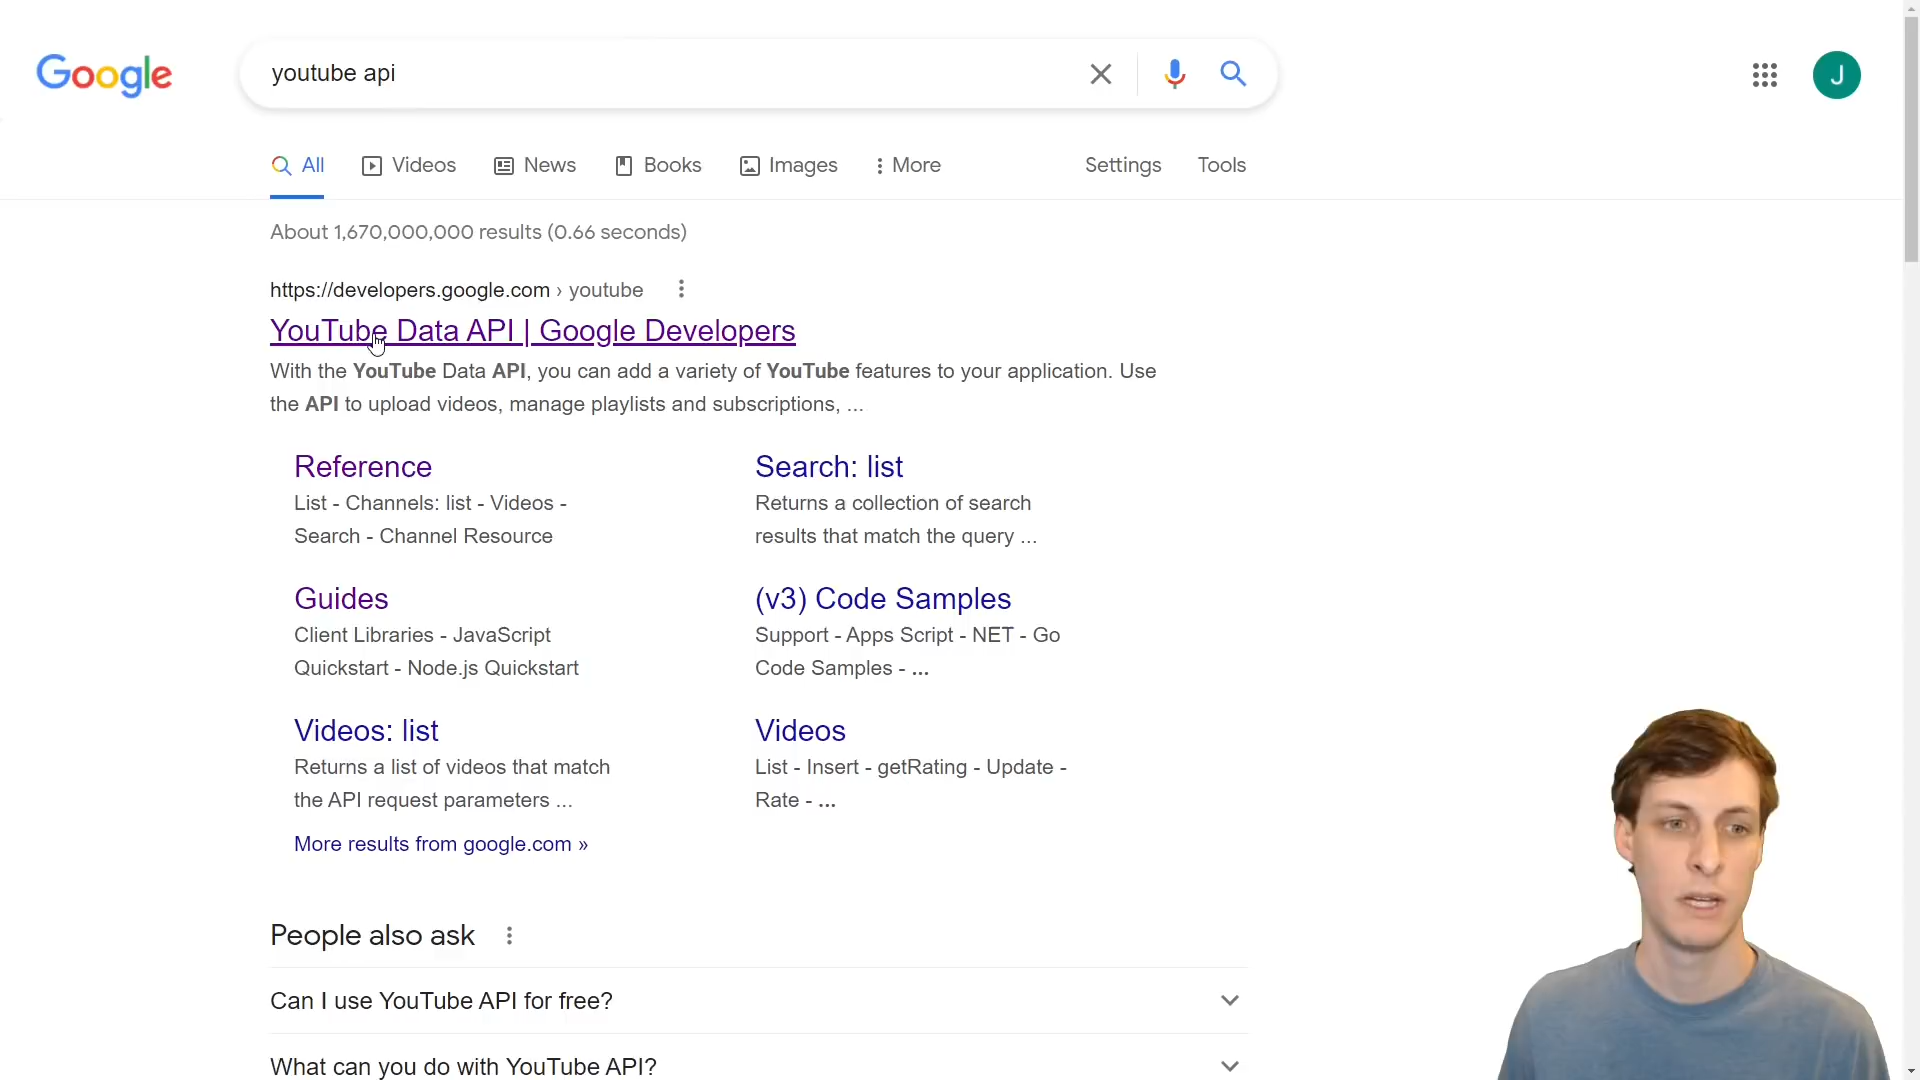 Google
youtube api
J
All
Videos
News
Books
Images
More
Settings
Tools
About 1,670,000,000 results (0.66 seconds)
https://developers.google.com › youtube
YouTube Data API | Google Developers
With the YouTube Data API, you can add a variety of YouTube features to your application. Use
the API to upload videos, manage playlists and subscriptions, ...
Reference
List - Channels: list - Videos -
Search - Channel Resource
Search: list
Returns a collection of search
results that match the query ...
Guides
Client Libraries - JavaScript
Quickstart - Node.js Quickstart
(v3) Code Samples
Support - Apps Script - NET - Go
Code Samples - ...
Videos: list
Returns a list of videos that match
the API request parameters ...
Videos
List - Insert - getRating - Update -
Rate - ...
More results from google.com »
People also ask
Can I use YouTube API for free?
What can you do with YouTube API?